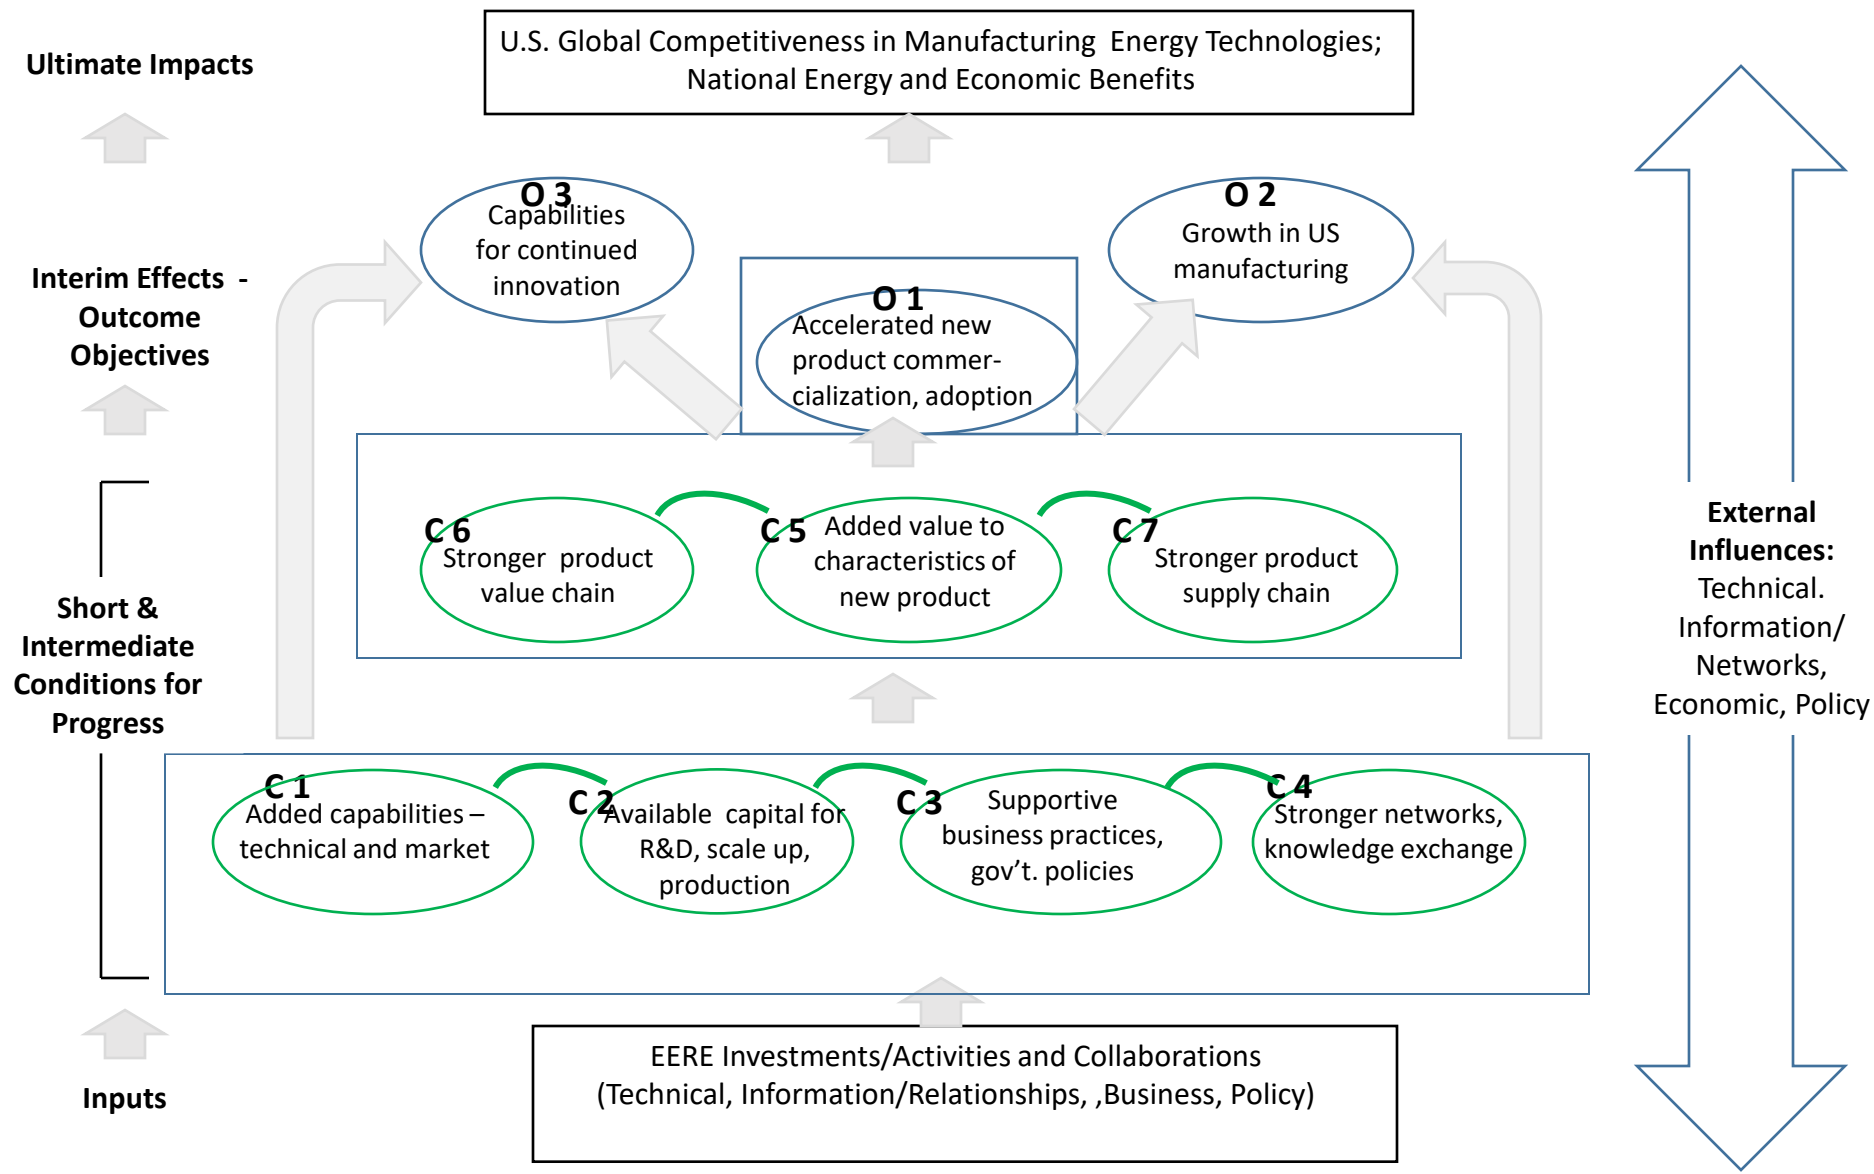 U.S. Global Competitiveness in Manufacturing Energy Technologies;
National Energy and Economic Benefits
Ultimate Impacts
O 3
Capabilities
for continued
innovation
O 2
Growth in US
manufacturing
Interim Effects -
Outcome
Objectives
O 1
Accelerated new
product commer-
cialization, adoption
C 6
Stronger product
value chain
C 5
Added value to
characteristics of
new product
C 7
Stronger product
supply chain
Short &
Intermediate
Conditions for
Progress
External
Influences:
Technical.
Information/
Networks,
Economic, Policy
C 1
Added capabilities –
technical and market
C 2
Available capital for
R&D, scale up,
production
C 3
Supportive
business practices,
gov't. policies
C 4
Stronger networks,
knowledge exchange
Inputs
EERE Investments/Activities and Collaborations
(Technical, Information/Relationships, ,Business, Policy)